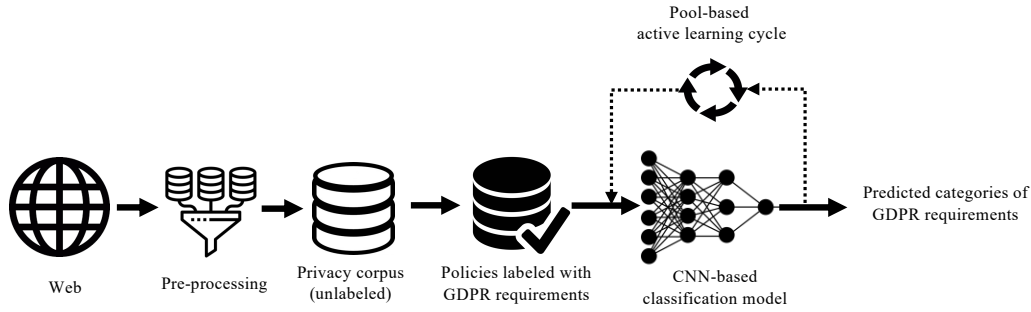 Pool-based
active learning cycle
Predicted categories of
GDPR requirements
Web
Pre-processing
Privacy corpus
(unlabeled)
Policies labeled with
GDPR requirements
CNN-based
classification model